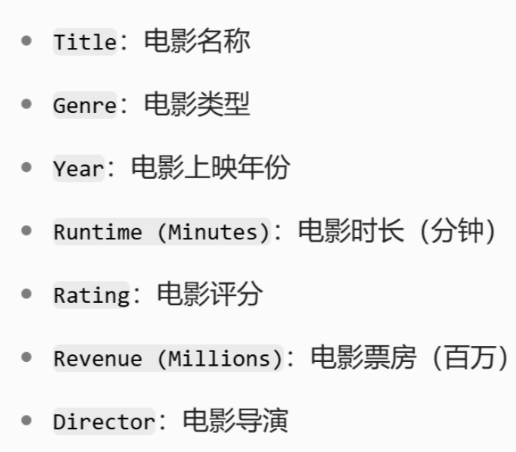 Title：电影名称
Genre：电影类型
Year：电影上映年份
Runtime (Minutes)：电影时长（分钟）
Rating：电影评分
Revenue (Millions)：电影票房（百万）
Director：电影导演